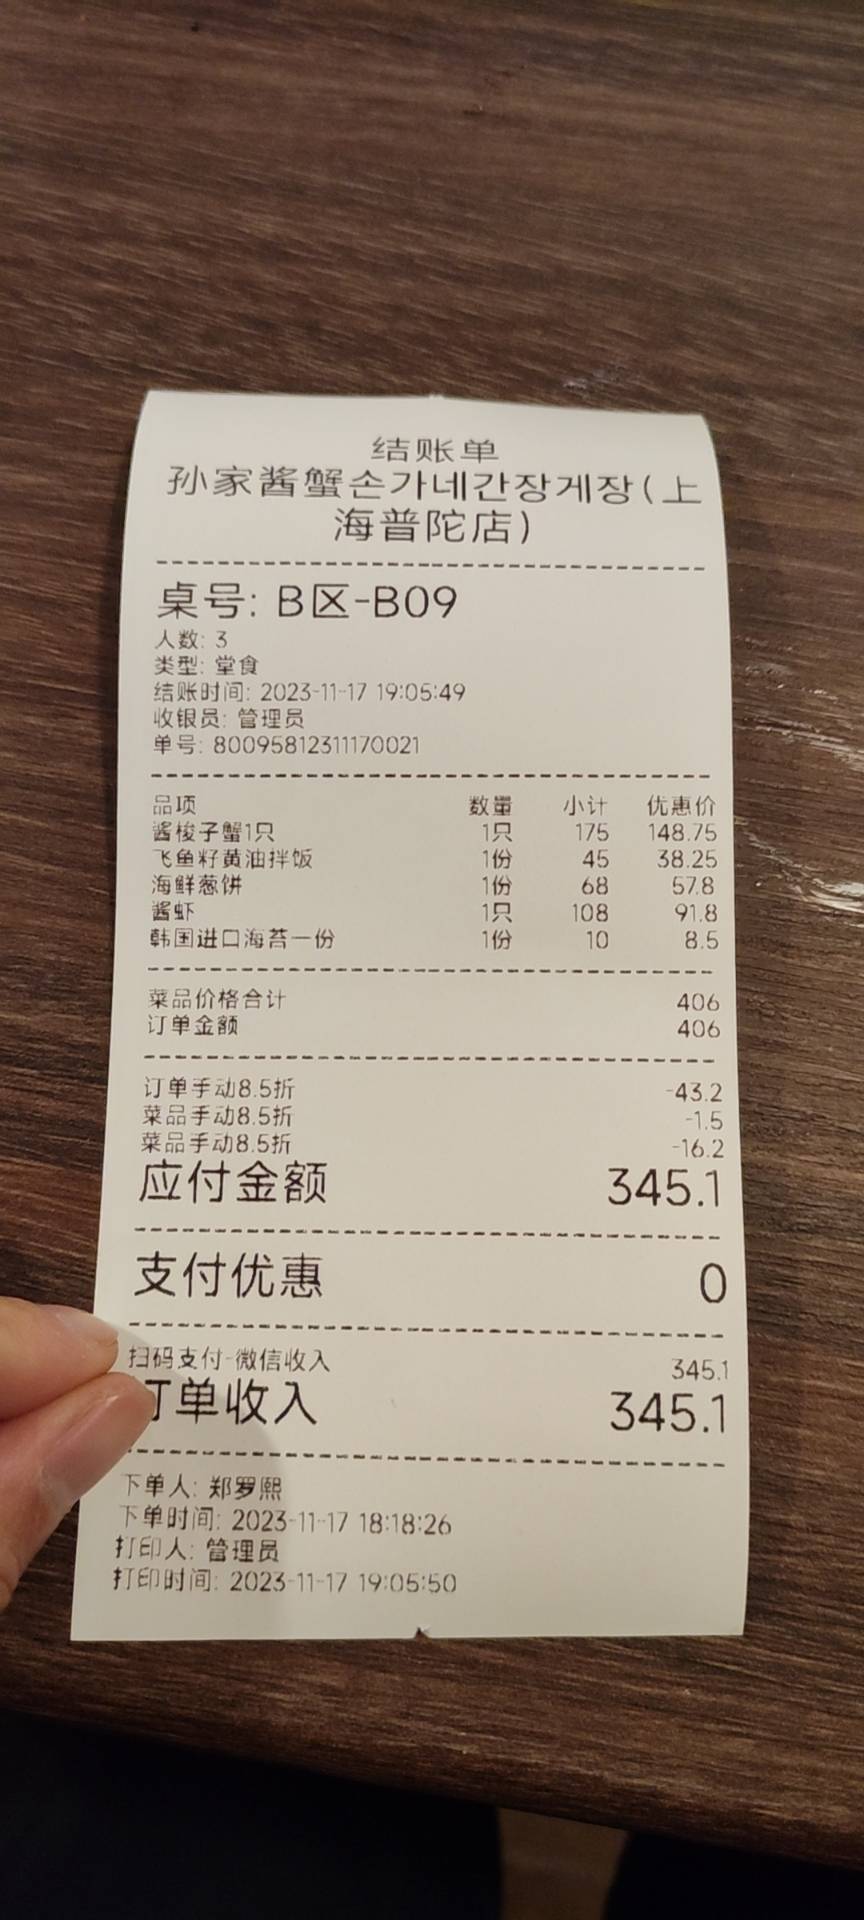 结账单
孙家酱蟹손가네간장게장(上
海普陀店)
桌号: B区-B09
人数: 3
类型: 堂食
结账时间: 2023-11-17 19:05:49
收银员: 管理员
单号: 80095812311170021
品项 数量 小计 优惠价
酱梭子蟹1只 1只 175 148.75
飞鱼籽黄油拌饭 1份 45 38.25
海鲜葱饼 1份 68 57.8
酱虾 1只 108 91.8
韩国进口海苔一份 1份 10 8.5
菜品价格合计 406
订单金额 406
订单手动8.5折 -43.2
菜品手动8.5折 -1.5
菜品手动8.5折 -16.2
应付金额 345.1
支付优惠 0
扫码支付-微信收入 345.1
订单收入 345.1
下单人: 郑罗熙
下单时间: 2023-11-17 18:18:26
打印人: 管理员
打印时间: 2023-11-17 19:05:50